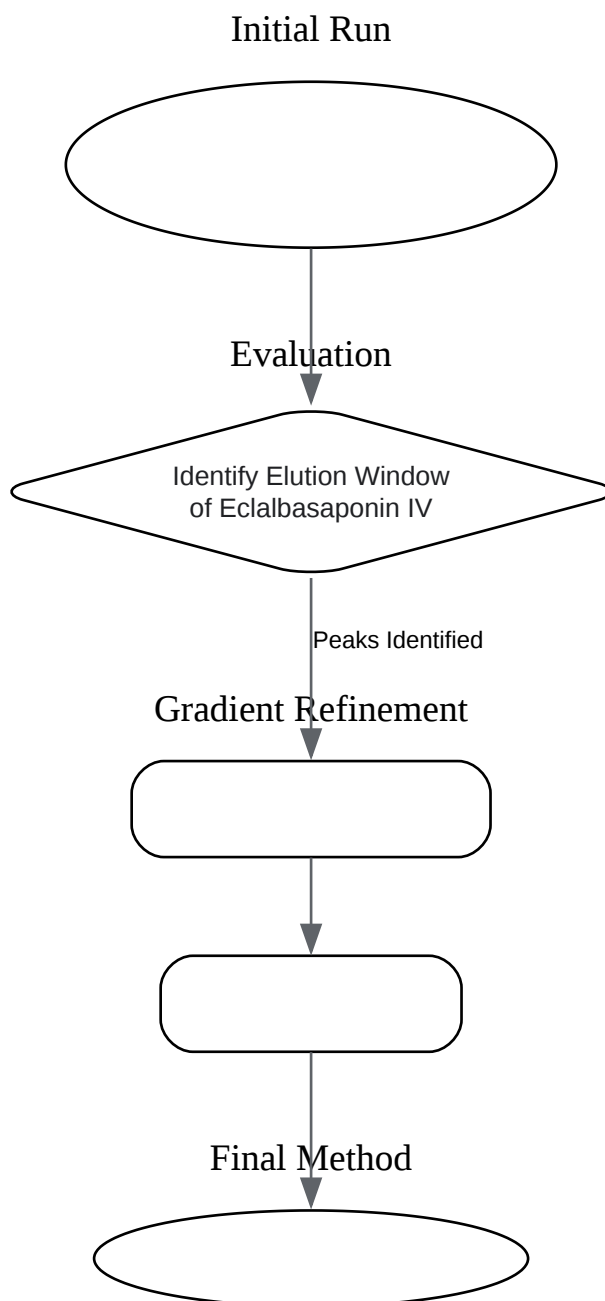 Initial Run
Evaluation
Identify Elution Window
of Eclalbasaponin IV
Peaks Identified
Gradient Refinement
Final Method